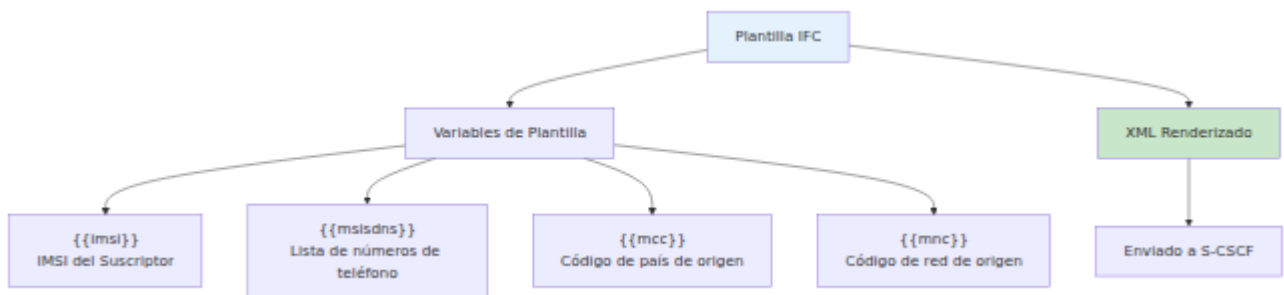 Plantilla IFC
Variables de Plantilla
XML Renderizado
{{imsi}}
IMSI del Suscriptor
{{msisdns}}
Lista de números de
teléfono
{{mcc}}
Código de país de origen
{{mnc}}
Código de red de origen
Enviado a S-CSCF